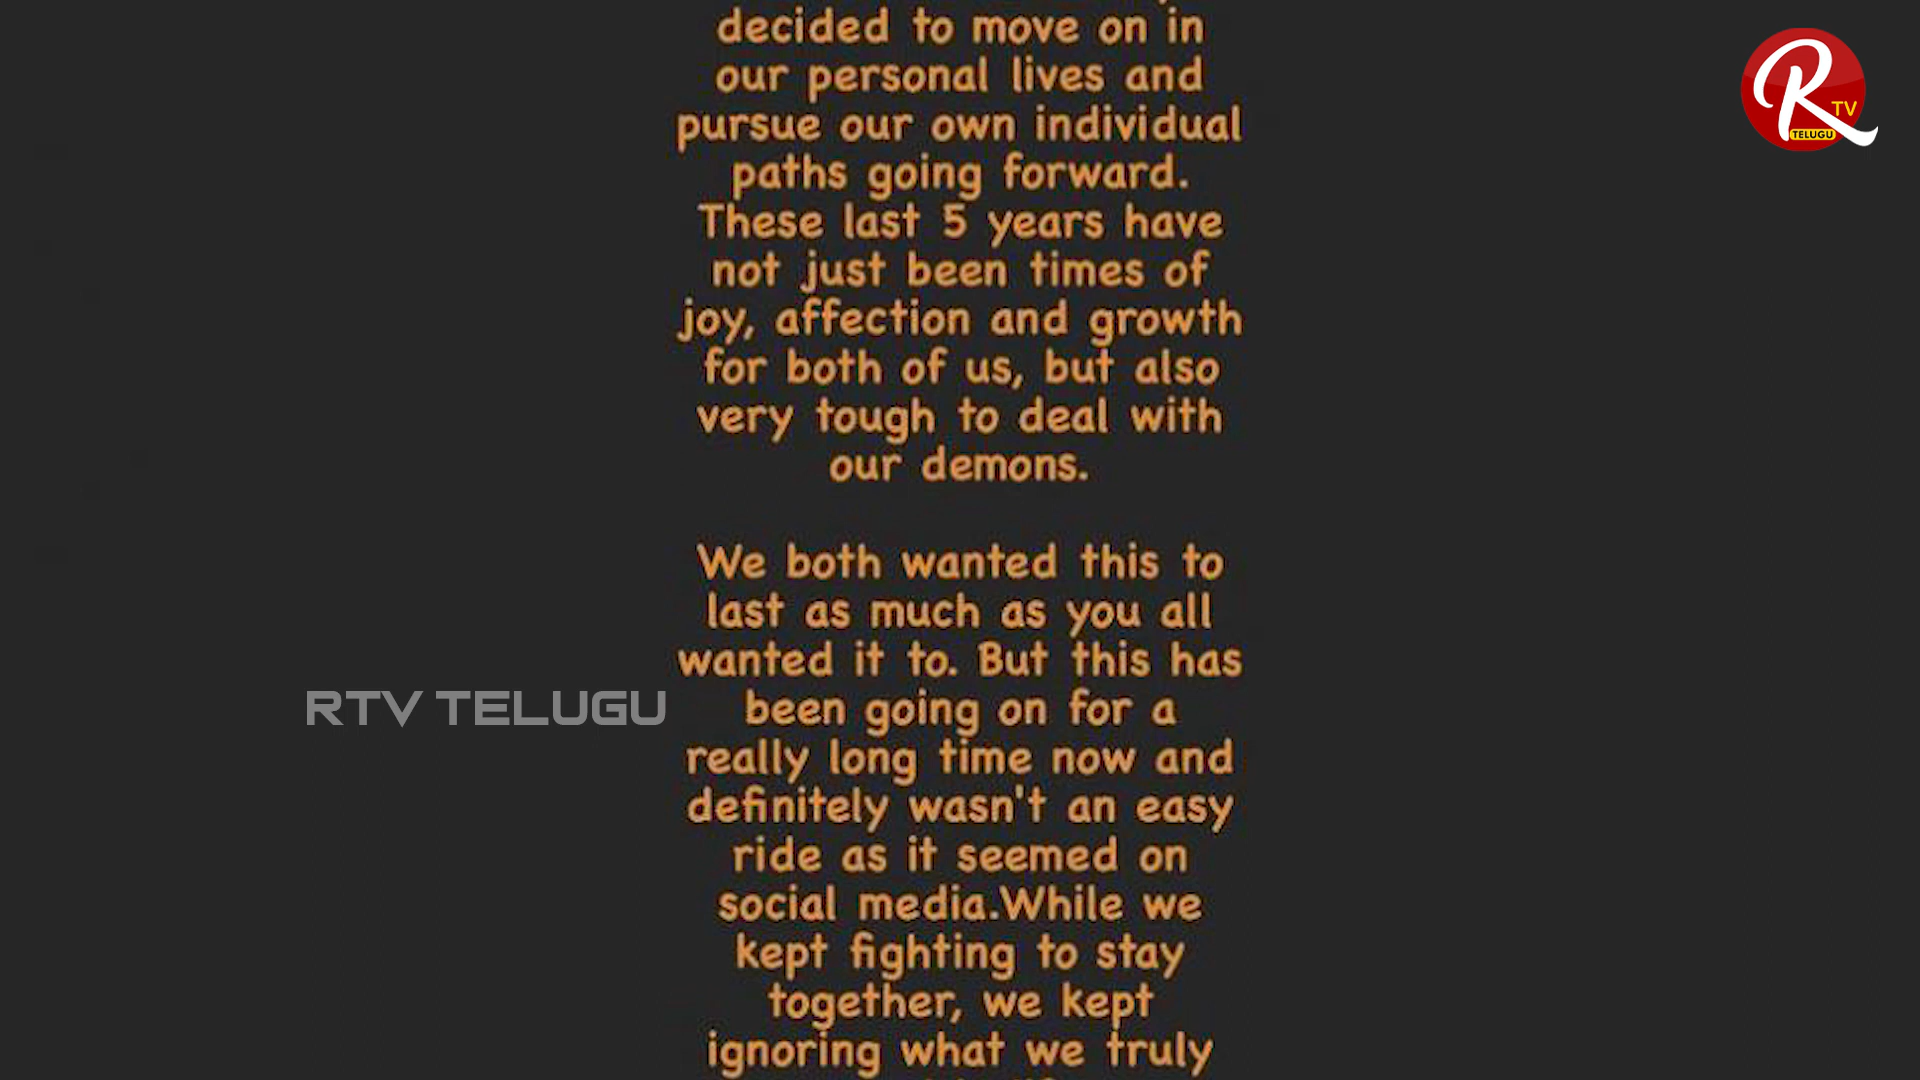 decided to move on in
our personal lives and
pursue our own individual
paths going forward.
These last 5 years have
not just been times of
joy, affection and growth
for both of us, but also
very tough to deal with
our demons.
We both wanted this to
last as much as you all
wanted it to. But this has
been going on for a
really long time now and
definitely wasn't an easy
ride as it seemed on
social media.While we
kept fighting to stay
together, we kept
ignoring what we truly
RTV TELUGU
R TV
TELUGU